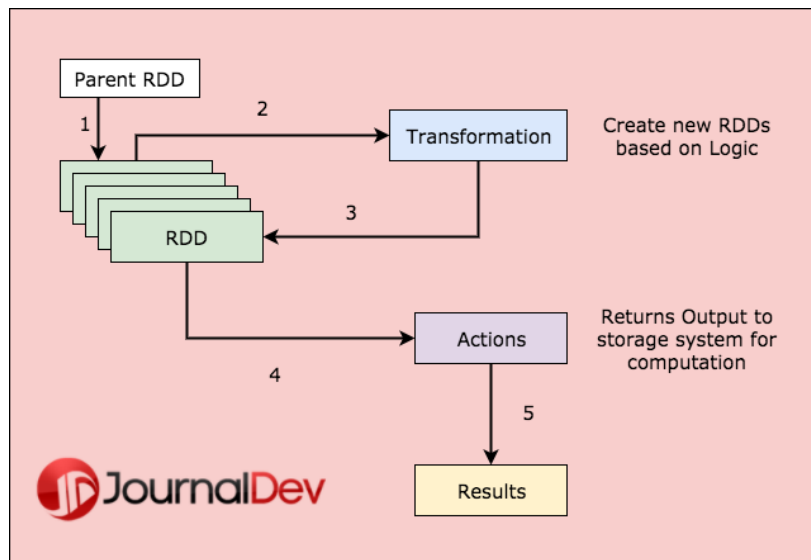 Parent RDD
1
2
Transformation
Create new RDDs
based on Logic
3
RDD
Actions
Returns Output to
storage system for
computation
4
5
JournalDev
Results